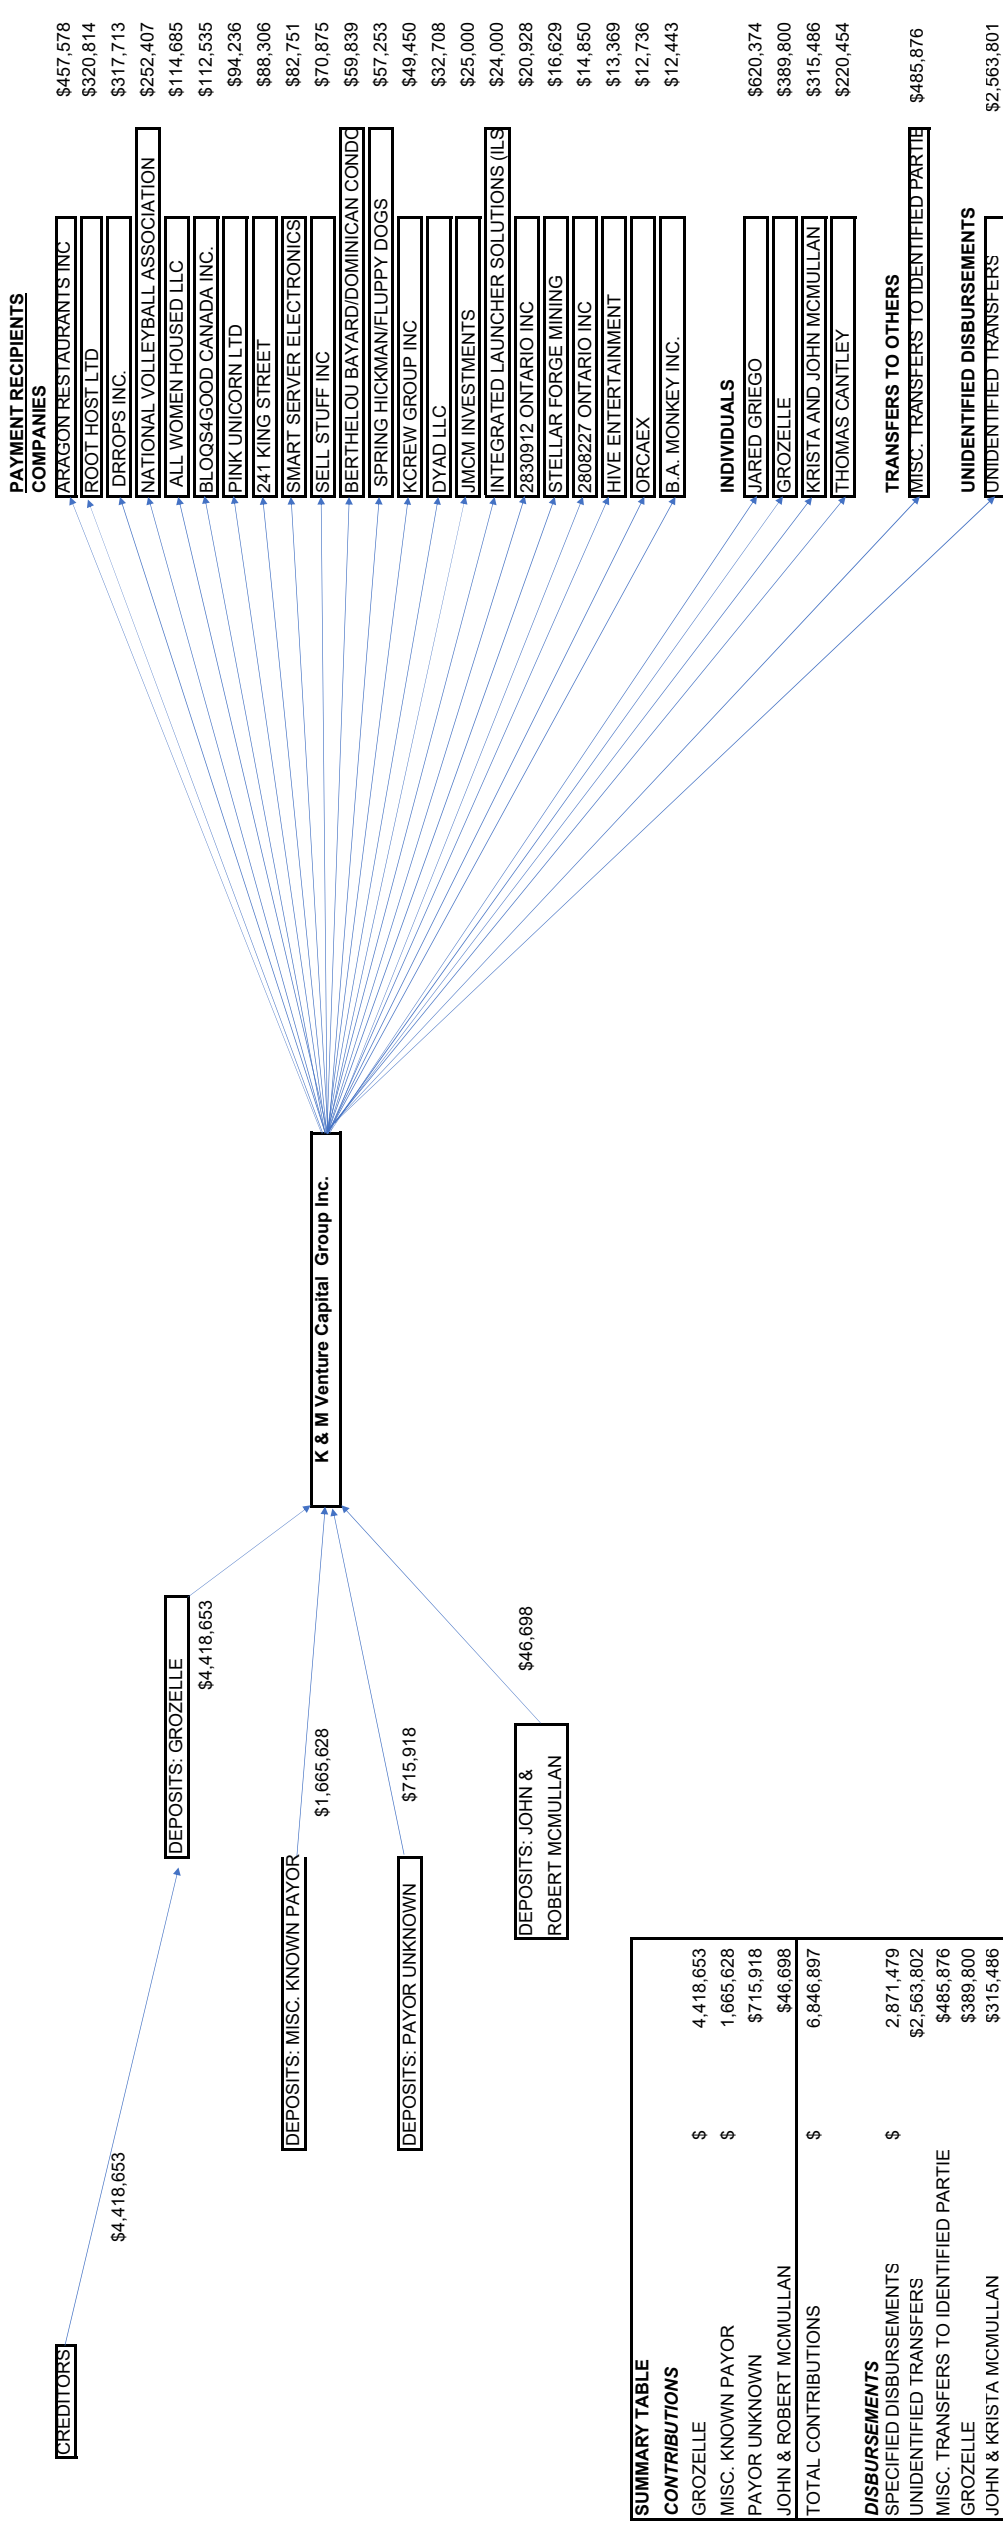 PAYMENT RECIPIENTS
COMPANIES
ARAGON RESTAURANTS INC $457,578
ROOT HOST LTD $320,814
DRROPS INC. $317,713
NATIONAL VOLLEYBALL ASSOCIATION $252,407
ALL WOMEN HOUSED LLC $114,685
BLOQS4GOOD CANADA INC. $112,535
PINK UNICORN LTD $94,236
241 KING STREET $88,306
SMART SERVER ELECTRONICS $82,751
SELL STUFF INC $70,875
BERTHELOU BAYARD/DOMINICAN CONDO $59,839
SPRING HICKMAN/FLUPPY DOGS $57,253
KCREW GROUP INC $49,450
DYAD LLC $32,708
JMCM INVESTMENTS $25,000
INTEGRATED LAUNCHER SOLUTIONS (ILS $24,000
2830912 ONTARIO INC $20,928
STELLAR FORGE MINING $16,629
2808227 ONTARIO INC $14,850
HIVE ENTERTAINMENT $13,369
ORCAEX $12,736
B.A. MONKEY INC. $12,443
INDIVIDUALS
JARED GRIEGO $620,374
GROZELLE $389,800
KRISTA AND JOHN MCMULLAN $315,486
THOMAS CANTLEY $220,454
TRANSFERS TO OTHERS
MISC. TRANSFERS TO IDENTIFIED PARTIE $485,876
UNIDENTIFIED DISBURSEMENTS
UNIDENTIFIED TRANSFERS $2,563,801
K & M Venture Capital Group Inc.
CREDITORS
$4,418,653
DEPOSITS: GROZELLE
$4,418,653
DEPOSITS: MISC. KNOWN PAYOR
$1,665,628
DEPOSITS: PAYOR UNKNOWN
$715,918
DEPOSITS: JOHN &
ROBERT MCMULLAN
$46,698
SUMMARY TABLE
CONTRIBUTIONS
GROZELLE $ 4,418,653
MISC. KNOWN PAYOR $ 1,665,628
PAYOR UNKNOWN $715,918
JOHN & ROBERT MCMULLAN $46,698
TOTAL CONTRIBUTIONS $ 6,846,897
DISBURSEMENTS
SPECIFIED DISBURSEMENTS $ 2,871,479
UNIDENTIFIED TRANSFERS $2,563,802
MISC. TRANSFERS TO IDENTIFIED PARTIE $485,876
GROZELLE $389,800
JOHN & KRISTA MCMULLAN $315,486